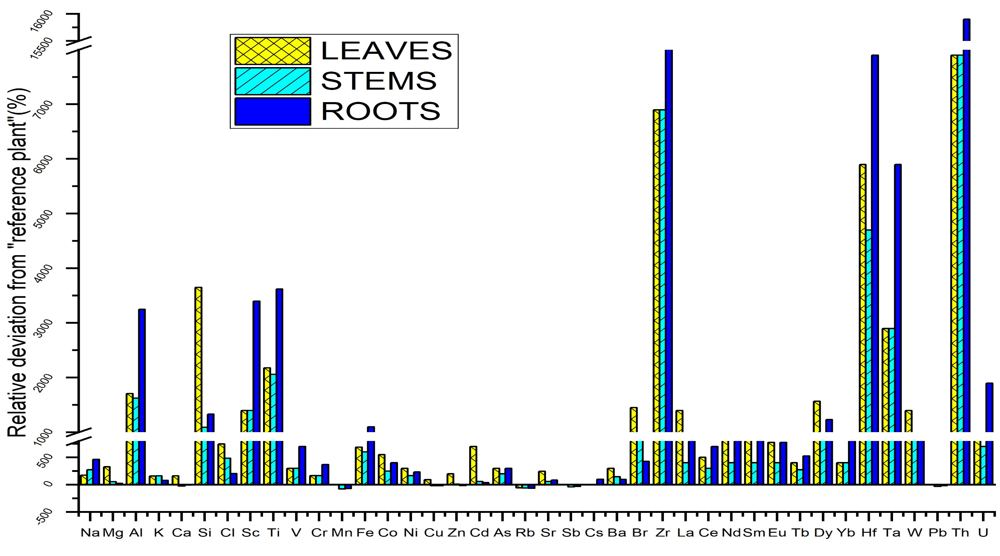 Relative deviation from "reference plant"(%)
16000
15500
7000
6000
5000
4000
3000
2000
1000
500
0
-500
LEAVES
STEMS
ROOTS
Na Mg Al K Ca Si Cl Sc Ti V Cr Mn Fe Co Ni Cu Zn Cd As Rb Sr Sb Cs Ba Br Zr La Ce Nd Sm Eu Tb Dy Yb Hf Ta W Pb Th U